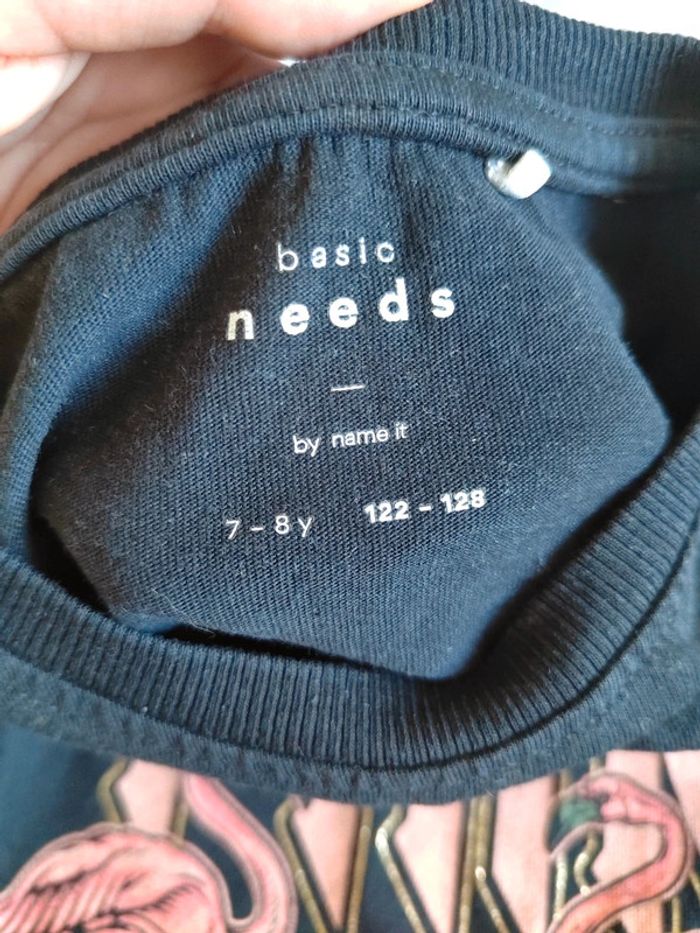 basic
needs
—
by name it
7 – 8 y 122 – 128